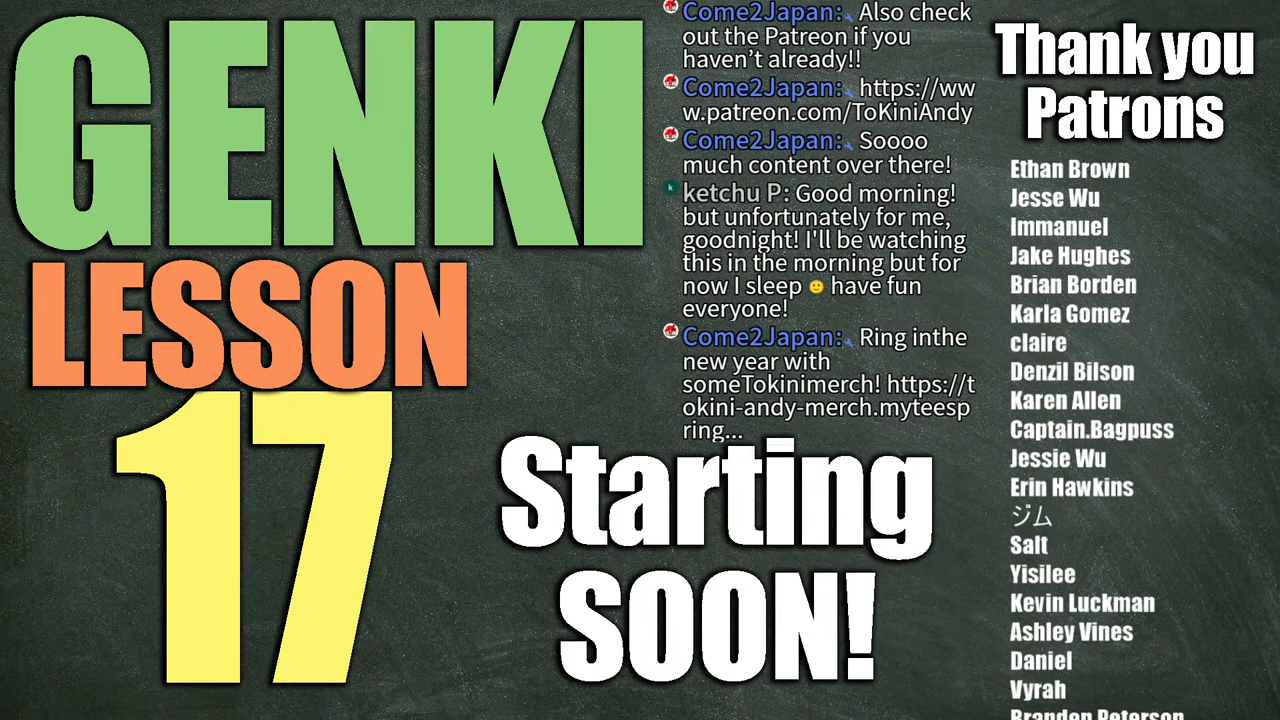 GENKI
LESSON
17
Starting
SOON!
Come2Japan: Also check
out the Patreon if you
haven’t already!!
Come2Japan: https://ww
w.patreon.com/ToKiniAndy
Come2Japan: Soooo
much content over there!
ketchu P: Good morning!
but unfortunately for me,
goodnight! I'll be watching
this in the morning but for
now I sleep 🙂 have fun
everyone!
Come2Japan: Ring inthe
new year with
someTokinimerch! https://t
okini-andy-merch.myteesp
ring...
Thank you
Patrons
Ethan Brown
Jesse Wu
Immanuel
Jake Hughes
Brian Borden
Karla Gomez
claire
Denzil Bilson
Karen Allen
Captain.Bagpuss
Jessie Wu
Erin Hawkins
ジム
Salt
Yisilee
Kevin Luckman
Ashley Vines
Daniel
Vyrah
Branden Peterson